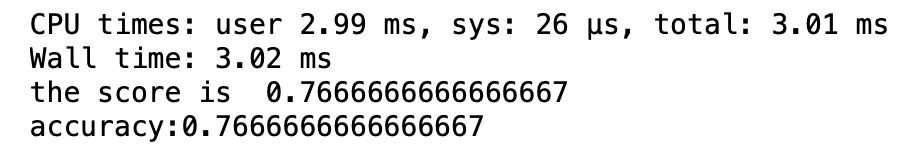 CPU times: user 2.99 ms, sys: 26 µs, total: 3.01 ms
Wall time: 3.02 ms
the score is  0.7666666666666667
accuracy:0.7666666666666667